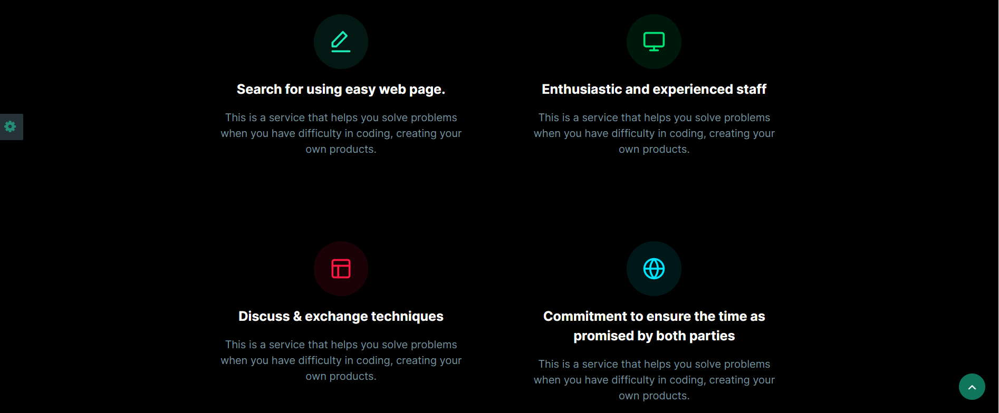 Search for using easy web page.
This is a service that helps you solve problems
when you have difficulty in coding, creating your
own products.
Enthusiastic and experienced staff
This is a service that helps you solve problems
when you have difficulty in coding, creating your
own products.
Discuss & exchange techniques
This is a service that helps you solve problems
when you have difficulty in coding, creating your
own products.
Commitment to ensure the time as
promised by both parties
This is a service that helps you solve problems
when you have difficulty in coding, creating your
own products.